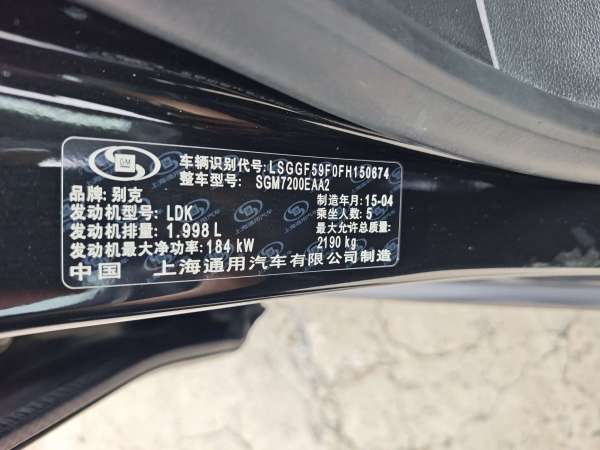 GM
车辆识别代号: LSGGF59F0FH150674
整车型号: SGM7200EAA2
品牌: 别克
制造年月: 15-04
发动机型号: LDK
乘坐人数: 5
发动机排量: 1.998 L
最大允许总质量:
发动机最大净功率: 184 kW
2190 kg
中国 上海通用汽车有限公司制造